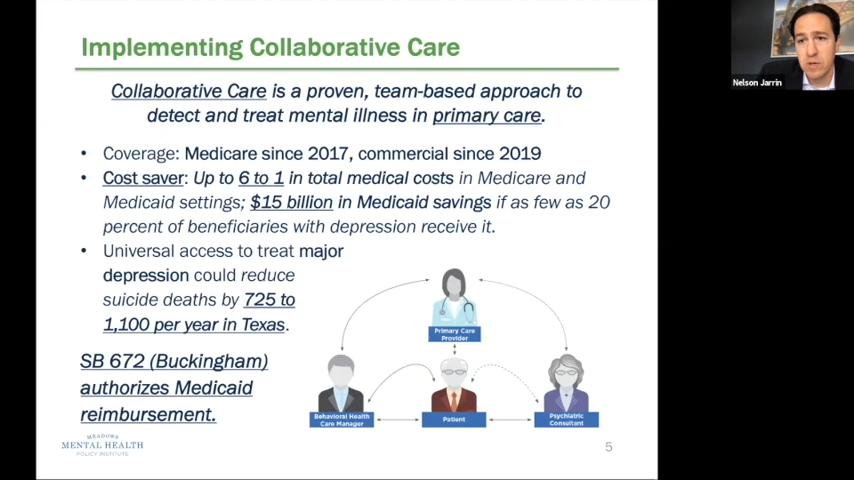 Implementing Collaborative Care
Collaborative Care is a proven, team-based approach to
detect and treat mental illness in primary care.
• Coverage: Medicare since 2017, commercial since 2019
• Cost saver: Up to 6 to 1 in total medical costs in Medicare and
Medicaid settings; $15 billion in Medicaid savings if as few as 20
percent of beneficiaries with depression receive it.
• Universal access to treat major
depression could reduce
suicide deaths by 725 to
1,100 per year in Texas.
SB 672 (Buckingham)
authorizes Medicaid
reimbursement.
Primary Care
Provider
Behavioral Health
Care Manager
Patient
Psychiatric
Consultant
MEADOWS
MENTAL HEALTH
POLICY INSTITUTE
5
Nelson Jarrin